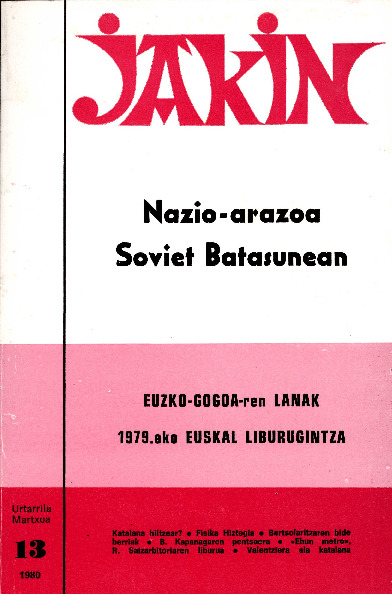 JAKIN
Nazio-arazoa
Soviet Batasunean
EUZKO-GOGOA-ren LANAK
1979.eko EUSKAL LIBURUGINTZA
Urtarrila
Martxoa
13
1980
Katalana hiltzear? • Fisika Hiztegia • Bertsolaritzaren bide
berriak • B. Kapanagaren pentsaera • «Ehun metro»,
R. Saizarbitoriaren liburua • Valentziera ala katalana